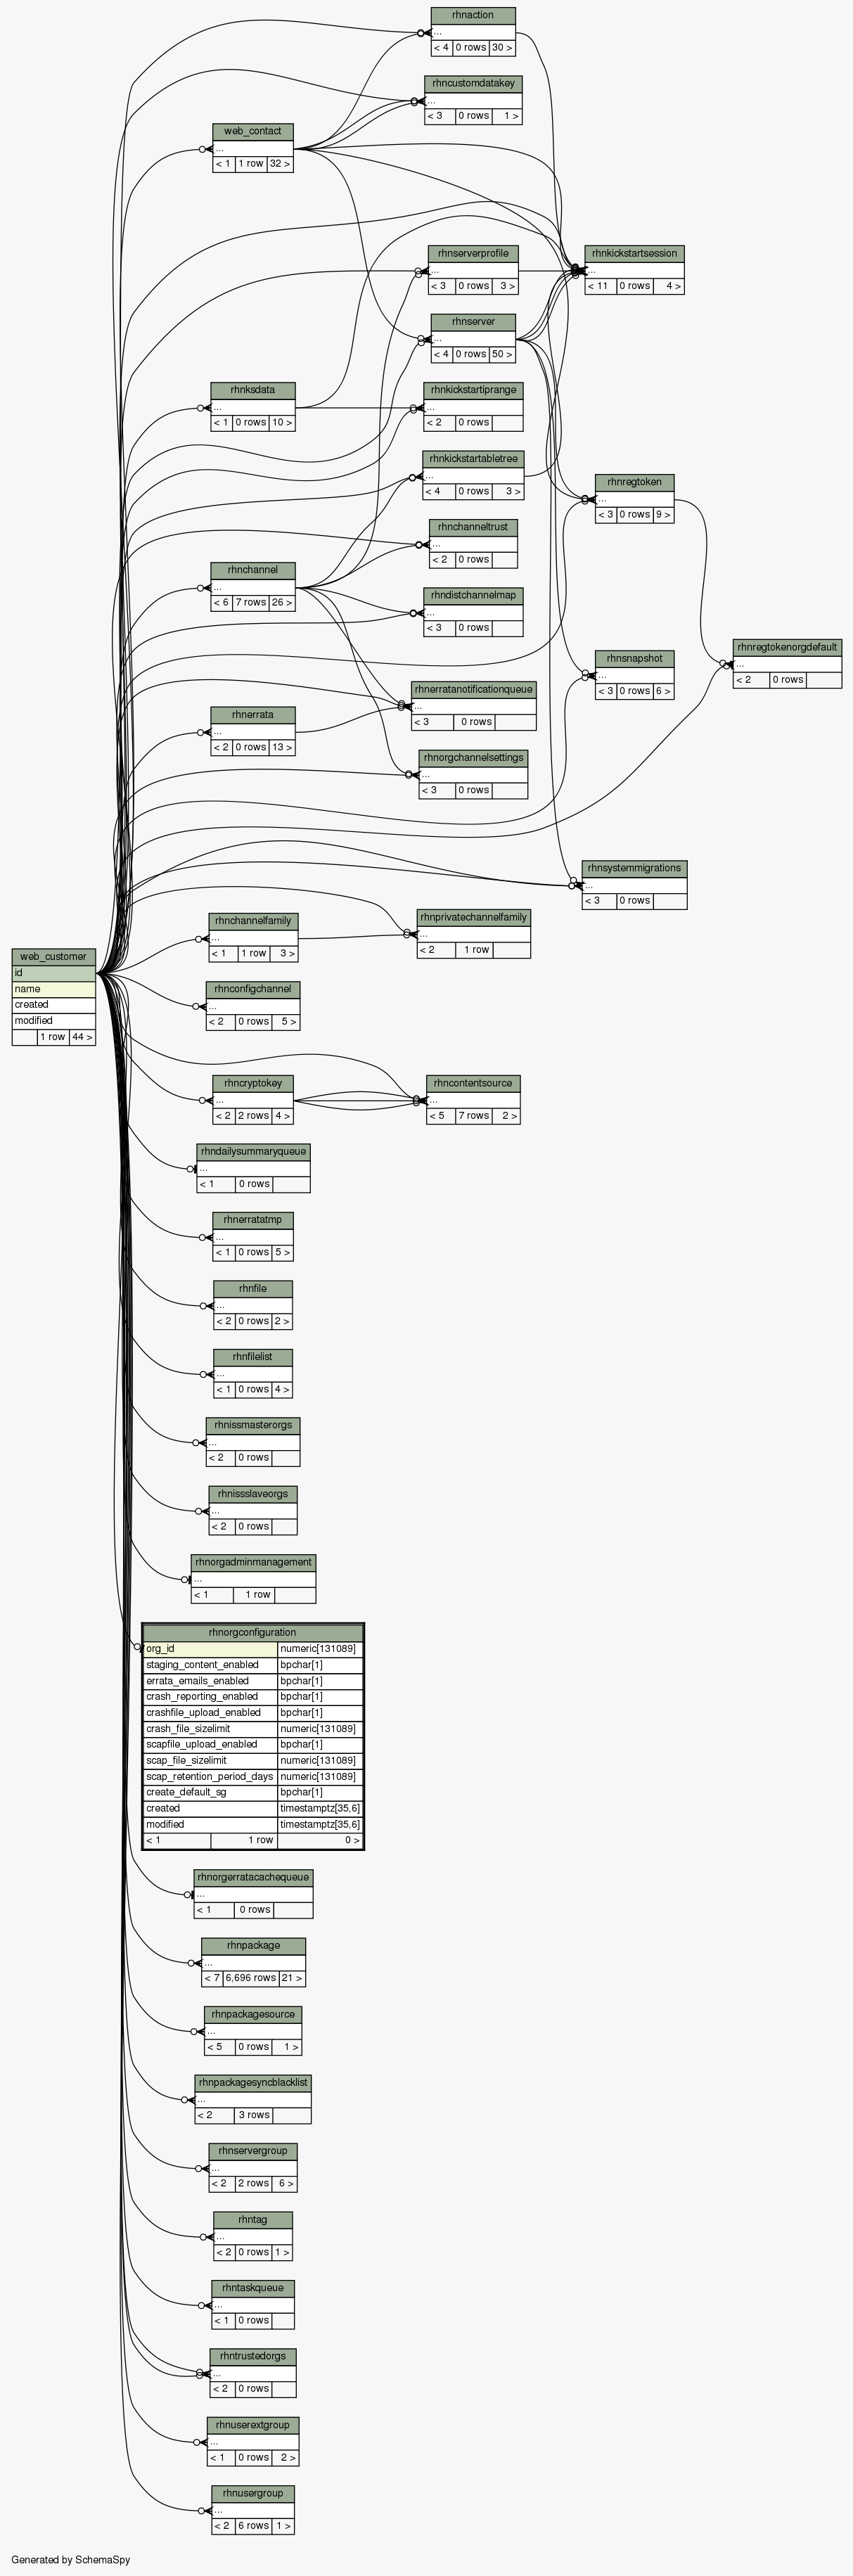 rhnaction
...
< 4 0 rows 30 >
rhncustomdatakey
...
< 3 0 rows 1 >
web_contact
...
< 1 1 row 32 >
rhnserverprofile
...
< 3 0 rows 3 >
rhnkickstartsession
...
< 11 0 rows 4 >
rhnserver
...
< 4 0 rows 50 >
rhnksdata
...
< 1 0 rows 10 >
rhnkickstartiprange
...
< 2 0 rows
rhnkickstartabletree
...
< 4 0 rows 3 >
rhnregtoken
...
< 3 0 rows 9 >
rhnchanneltrust
...
< 2 0 rows
rhnchannel
...
< 6 7 rows 26 >
rhndistchannelmap
...
< 3 0 rows
rhnregtokenorgdefault
...
< 2 0 rows
rhnsnapshot
...
< 3 0 rows 6 >
rhnerratanotificationqueue
...
< 3 0 rows
rhnerrata
...
< 2 0 rows 13 >
rhnorgchannelsettings
...
< 3 0 rows
rhnsystemmigrations
...
< 3 0 rows
rhnchannelfamily
...
< 1 1 row 3 >
rhnprivatechannelfamily
...
< 2 1 row
web_customer
id
name
created
modified
1 row 44 >
rhnconfigchannel
...
< 2 0 rows 5 >
rhncryptokey
...
< 2 2 rows 4 >
rhncontentsource
...
< 5 7 rows 2 >
rhndailysummaryqueue
...
< 1 0 rows
rhnerratatmp
...
< 1 0 rows 5 >
rhnfile
...
< 2 0 rows 2 >
rhnfilelist
...
< 1 0 rows 4 >
rhnissmasterorgs
...
< 2 0 rows
rhnissslaveorgs
...
< 2 0 rows
rhnorgadminmanagement
...
< 1 1 row
rhnorgconfiguration
org_id numeric[131089]
staging_content_enabled bpchar[1]
errata_emails_enabled bpchar[1]
crash_reporting_enabled bpchar[1]
crashfile_upload_enabled bpchar[1]
crash_file_sizelimit numeric[131089]
scapfile_upload_enabled bpchar[1]
scap_file_sizelimit numeric[131089]
scap_retention_period_days numeric[131089]
create_default_sg bpchar[1]
created timestamptz[35,6]
modified timestamptz[35,6]
< 1 1 row 0 >
rhnorgerratacachequeue
...
< 1 0 rows
rhnpackage
...
< 7 6,696 rows 21 >
rhnpackagesource
...
< 5 0 rows 1 >
rhnpackagesyncblacklist
...
< 2 3 rows
rhnservergroup
...
< 2 2 rows 6 >
rhntag
...
< 2 0 rows 1 >
rhntaskqueue
...
< 1 0 rows
rhntrustedorgs
...
< 2 0 rows
rhnuserextgroup
...
< 1 0 rows 2 >
rhnusergroup
...
< 2 6 rows 1 >
Generated by SchemaSpy